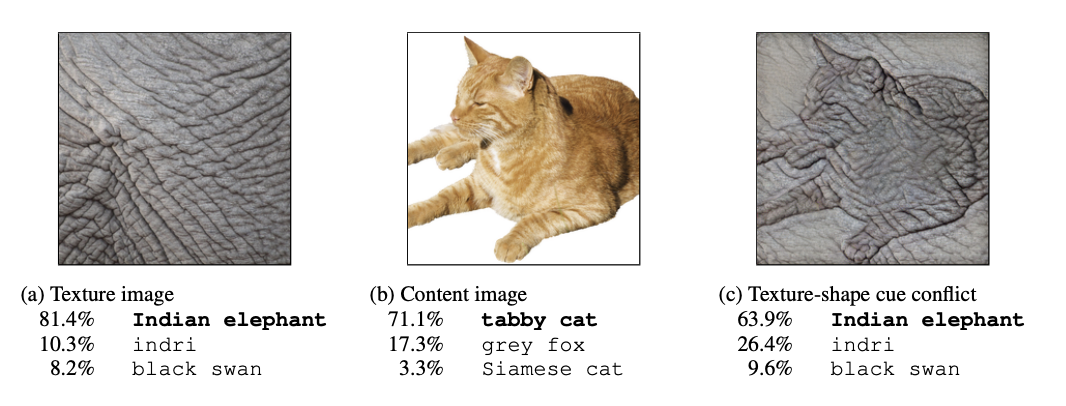 (a) Texture image
81.4% Indian elephant
10.3% indri
8.2% black swan
(b) Content image
71.1% tabby cat
17.3% grey fox
3.3% Siamese cat
(c) Texture-shape cue conflict
63.9% Indian elephant
26.4% indri
9.6% black swan